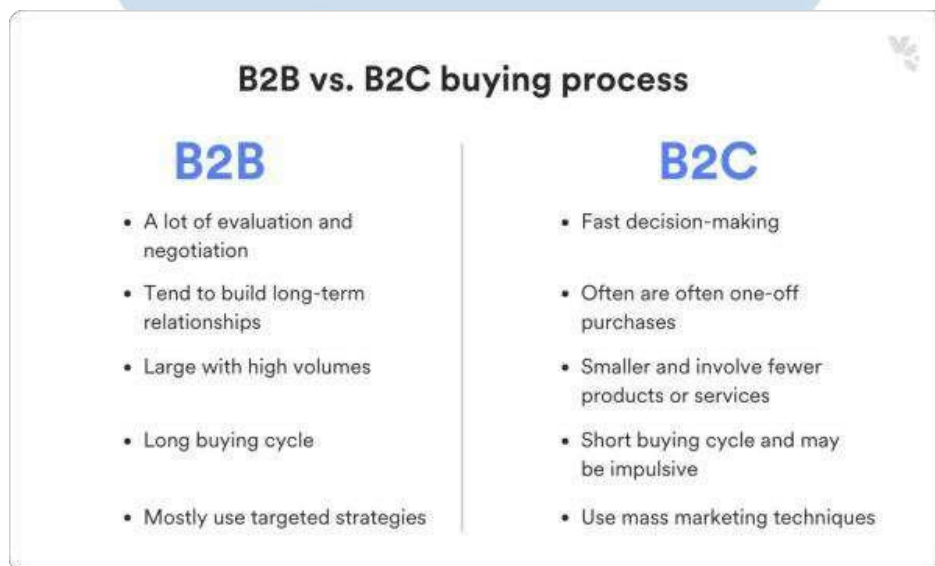 B2B vs. B2C buying process
B2B
• A lot of evaluation and
negotiation
• Tend to build long-term
relationships
• Large with high volumes
• Long buying cycle
• Mostly use targeted strategies
B2C
• Fast decision-making
• Often are often one-off
purchases
• Smaller and involve fewer
products or services
• Short buying cycle and may
be impulsive
• Use mass marketing techniques